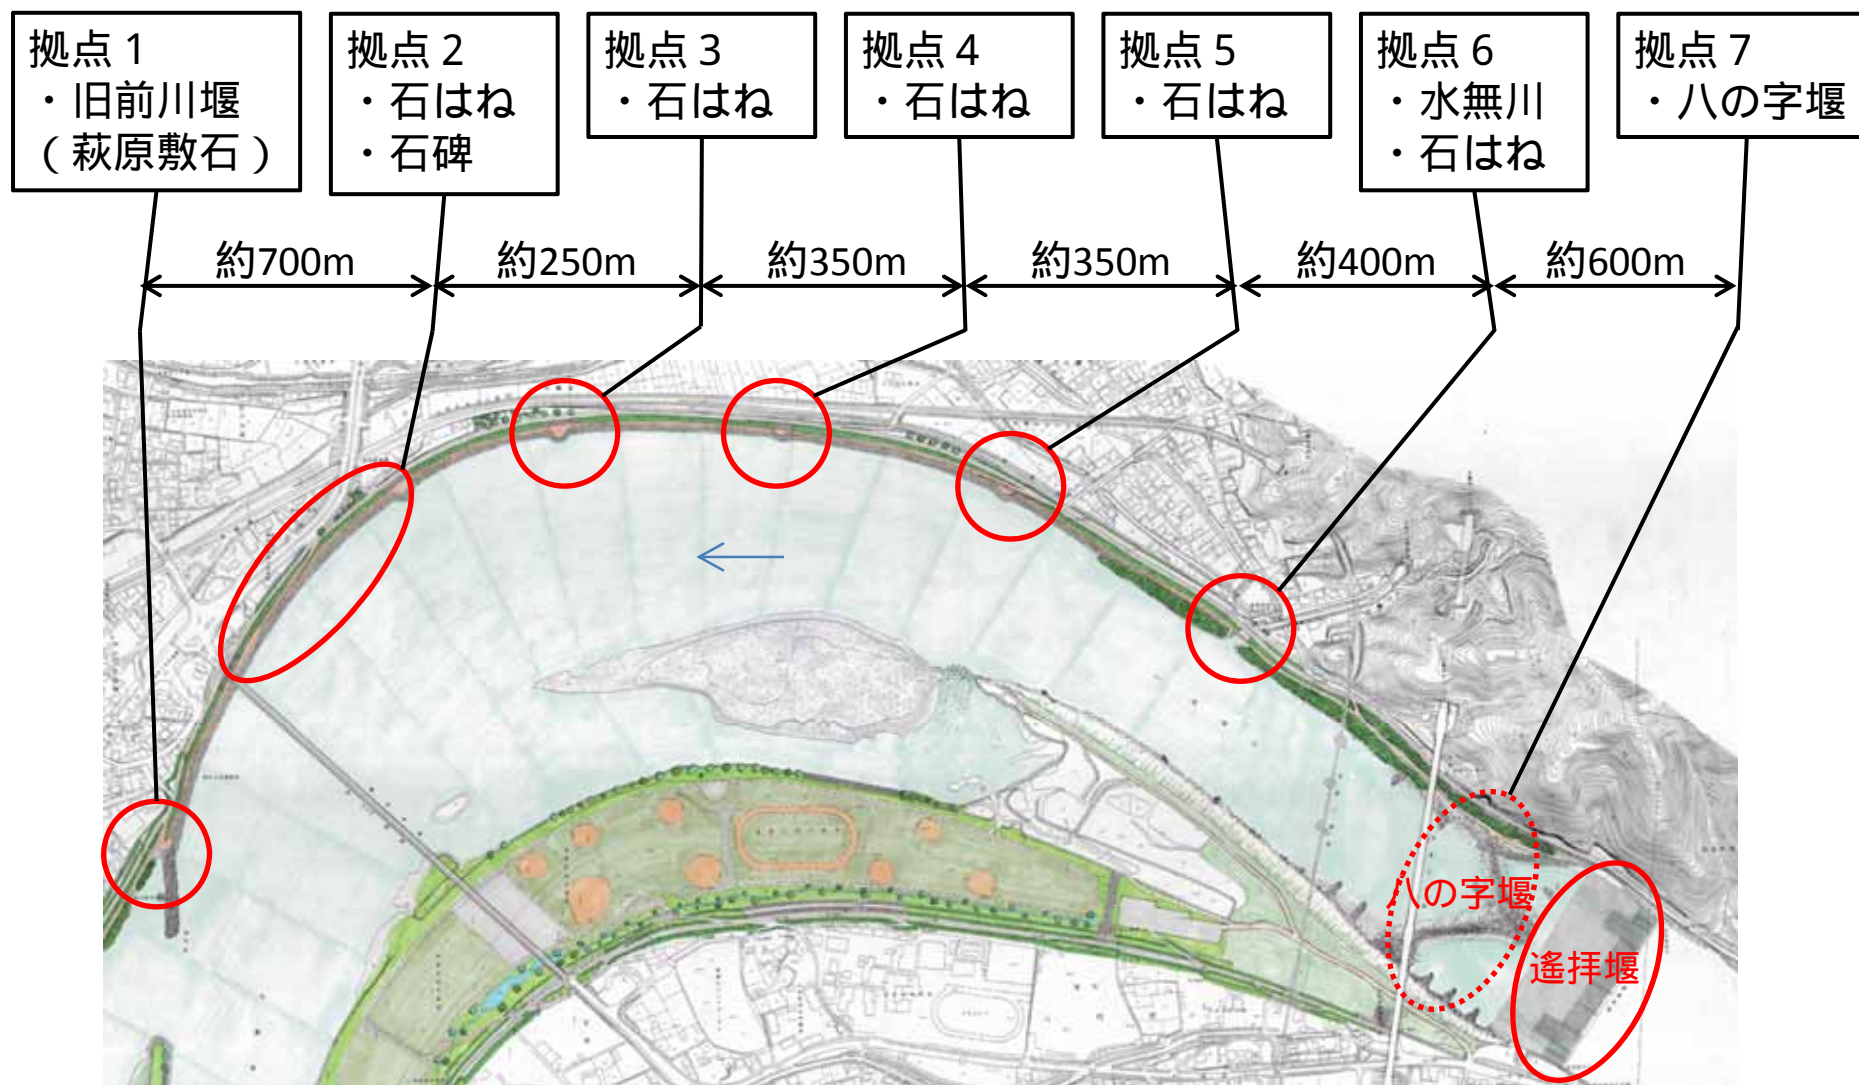 拠点1
・旧前川堰
(萩原敷石)
拠点2
・石はね
・石碑
拠点3
・石はね
拠点4
・石はね
拠点5
・石はね
拠点6
・水無川
・石はね
拠点7
・八の字堰
約700m
約250m
約350m
約350m
約400m
約600m
八の字堰
遙拝堰